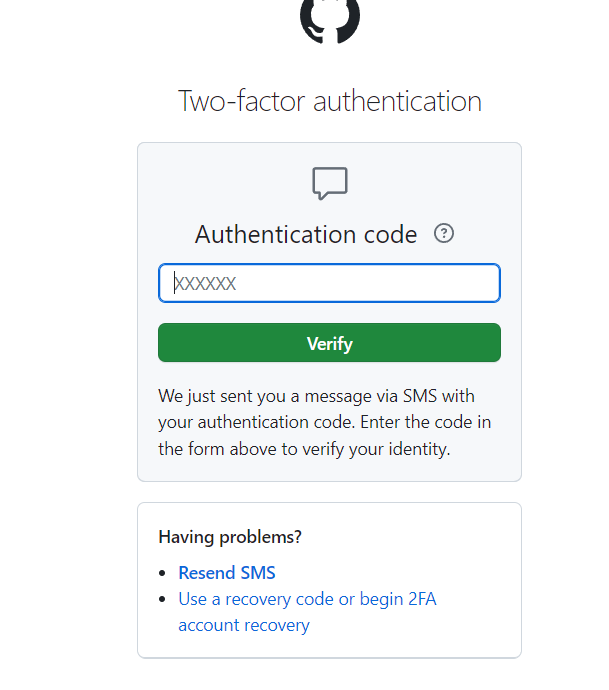 Two-factor authentication
Authentication code ?
XXXXXX
Verify
We just sent you a message via SMS with
your authentication code. Enter the code in
the form above to verify your identity.
Having problems?
• Resend SMS
• Use a recovery code or begin 2FA
account recovery